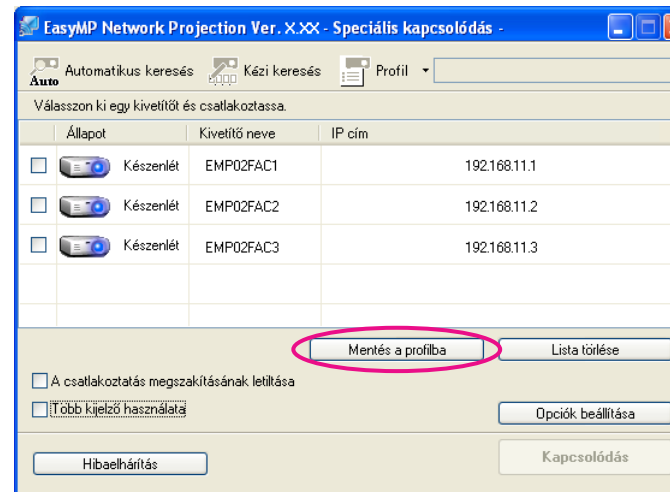 EasyMP Network Projection Ver. X.XX - Speciális kapcsolódás -
Auto Automatikus keresés Kézi keresés Profil
Válasszon ki egy kivetítőt és csatlakoztassa.
Állapot Kivetítő neve IP cím
Készenlét EMP02FAC1 192.168.11.1
Készenlét EMP02FAC2 192.168.11.2
Készenlét EMP02FAC3 192.168.11.3
Mentés a profilba Lista törlése
A csatlakoztatás megszakításának letiltása
Több kijelző használata
Opciók beállítása
Hibaelhárítás Kapcsolódás